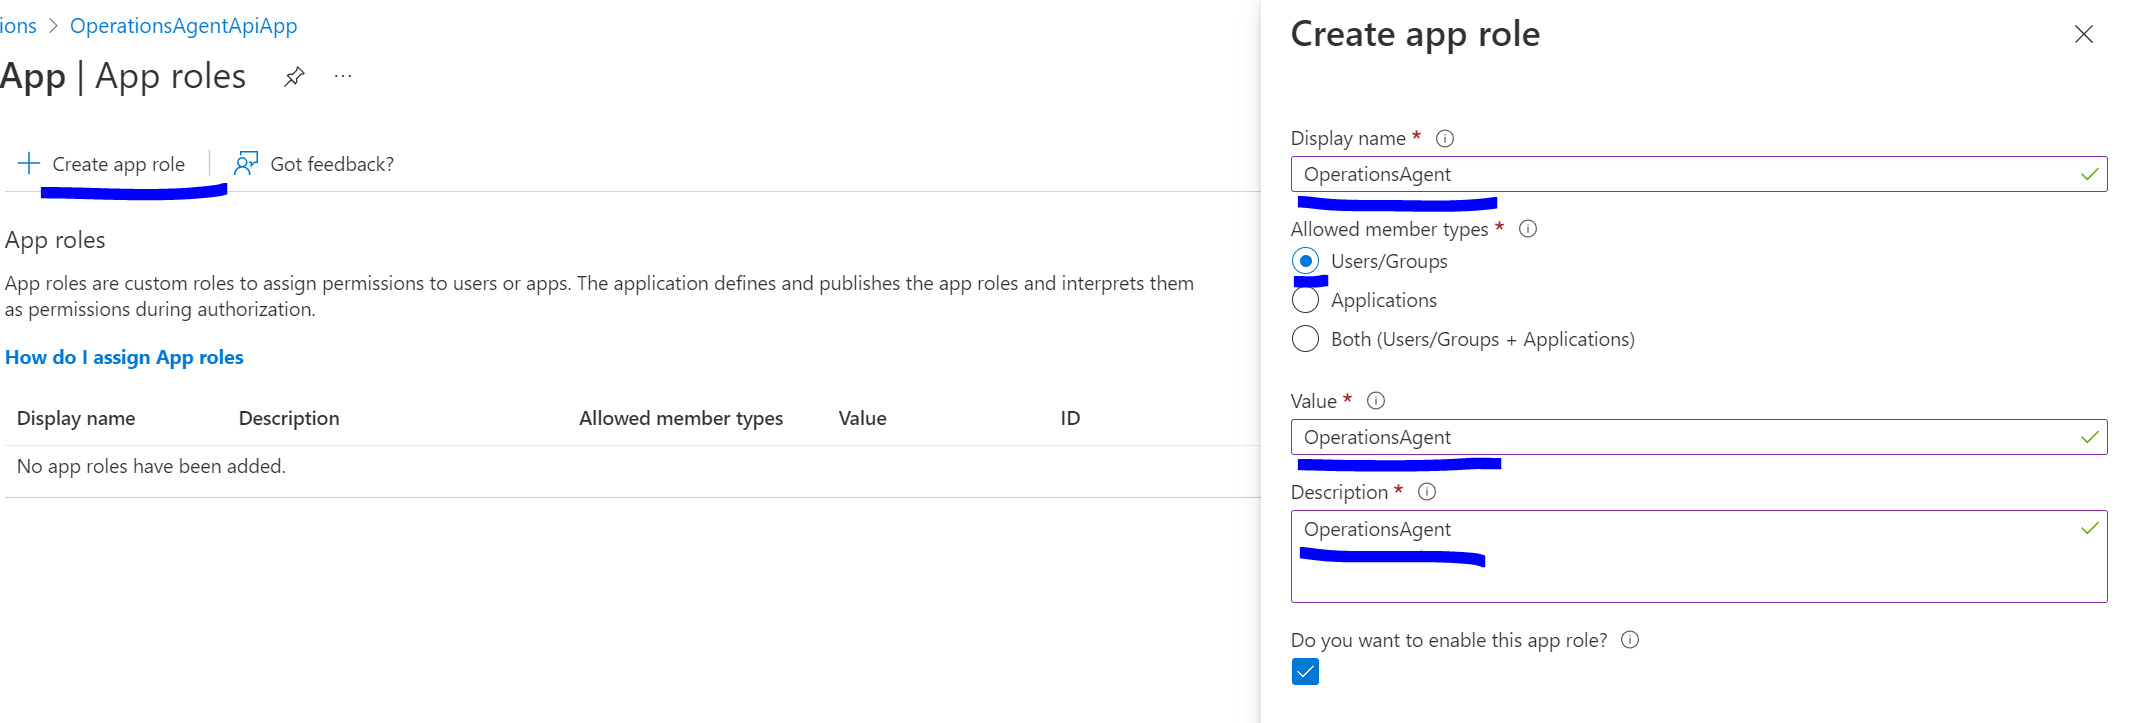 ions > OperationsAgentApiApp
App | App roles ...
Create app role
Got feedback?
App roles
App roles are custom roles to assign permissions to users or apps. The application defines and publishes the app roles and interprets them
as permissions during authorization.
How do I assign App roles
Display name Description Allowed member types Value ID
No app roles have been added.
Create app role
Display name *
OperationsAgent
Allowed member types *
Users/Groups
Applications
Both (Users/Groups + Applications)
Value *
OperationsAgent
Description *
OperationsAgent
Do you want to enable this app role?